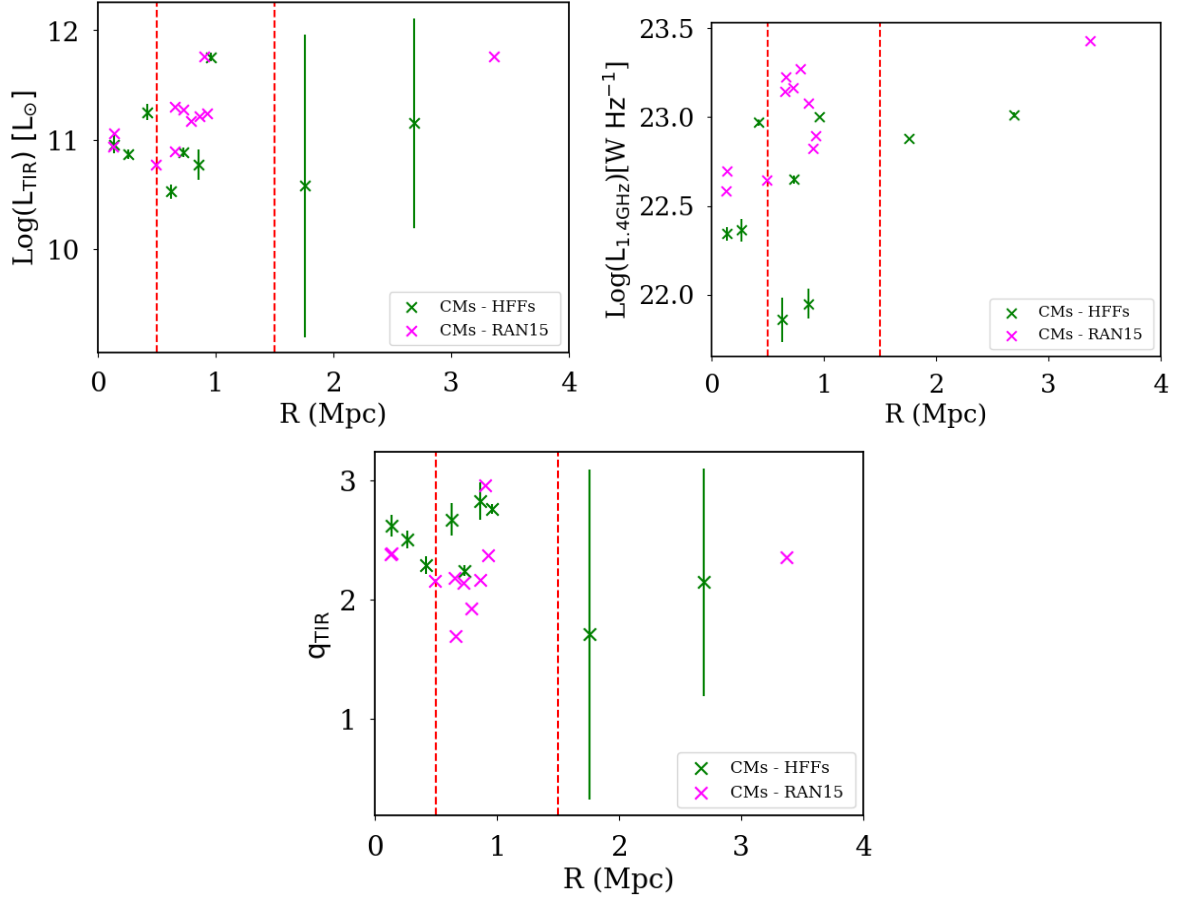 Log(L_TIR) [L_⊙]
12
11
10
CMs - HFFs
CMs - RAN15
0 1 2 3 4
R (Mpc)
Log(L_1.4GHz)[W Hz^−1]
23.5
23.0
22.5
22.0
CMs - HFFs
CMs - RAN15
0 1 2 3 4
R (Mpc)
q_TIR
3
2
1
CMs - HFFs
CMs - RAN15
0 1 2 3 4
R (Mpc)